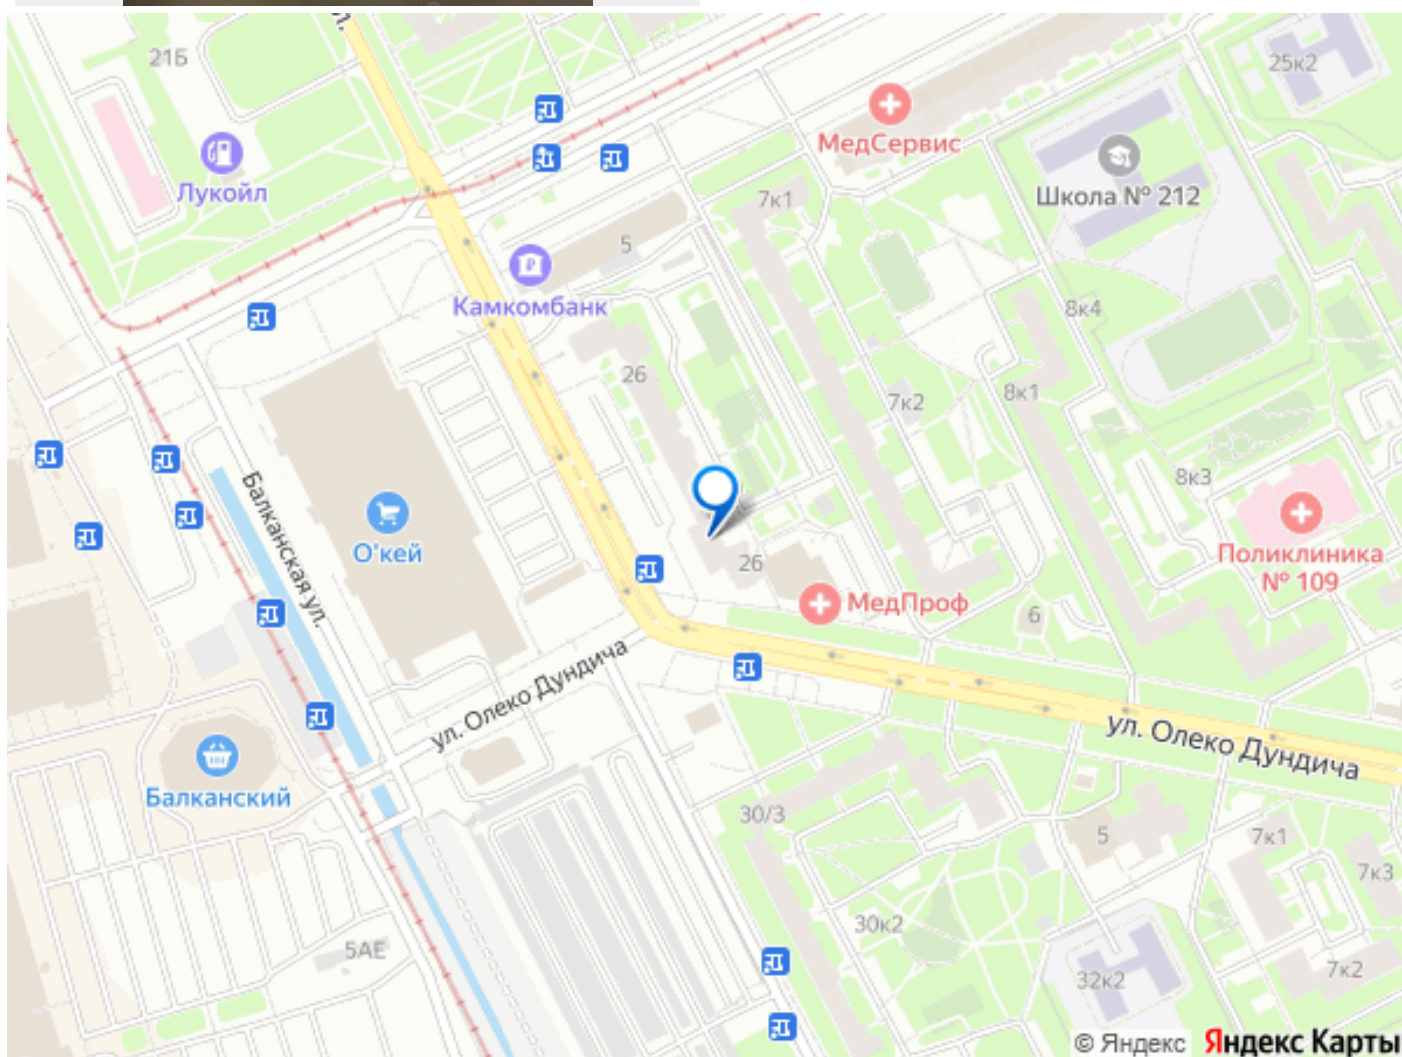 ул.
21Б
25к2
МедСервис
Лукойл
Школа № 212
7к1
5
Камкомбанк
8к4
26
7к2
8к1
8к3
Балканская ул.
О'кей
26
Поликлиника
№ 109
МедПроф
6
ул. Олеко Дундича
ул. Олеко Дундича
Балканский
30/3
5
7к1
7к3
30к2
5АЕ
32к2
7к2
© Яндекс Яндекс Карты